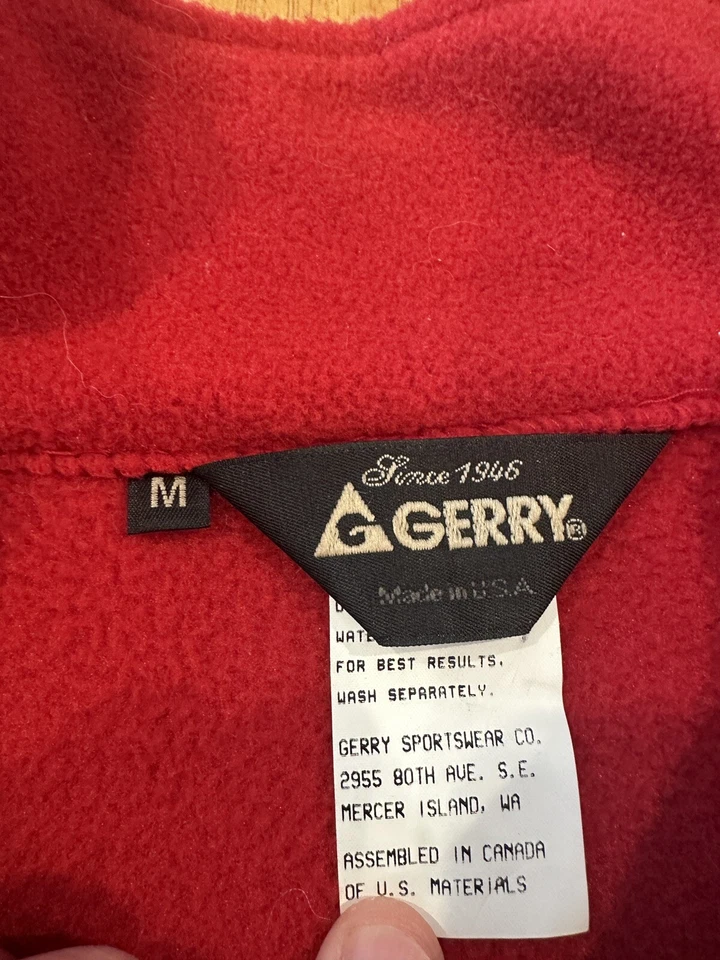 M
Since 1946
G GERRY®
Made in U.S.A.
FOR BEST RESULTS,
WASH SEPARATELY.
GERRY SPORTSWEAR CO.
2955 80TH AVE. S.E.
MERCER ISLAND, WA
ASSEMBLED IN CANADA
OF U.S. MATERIALS